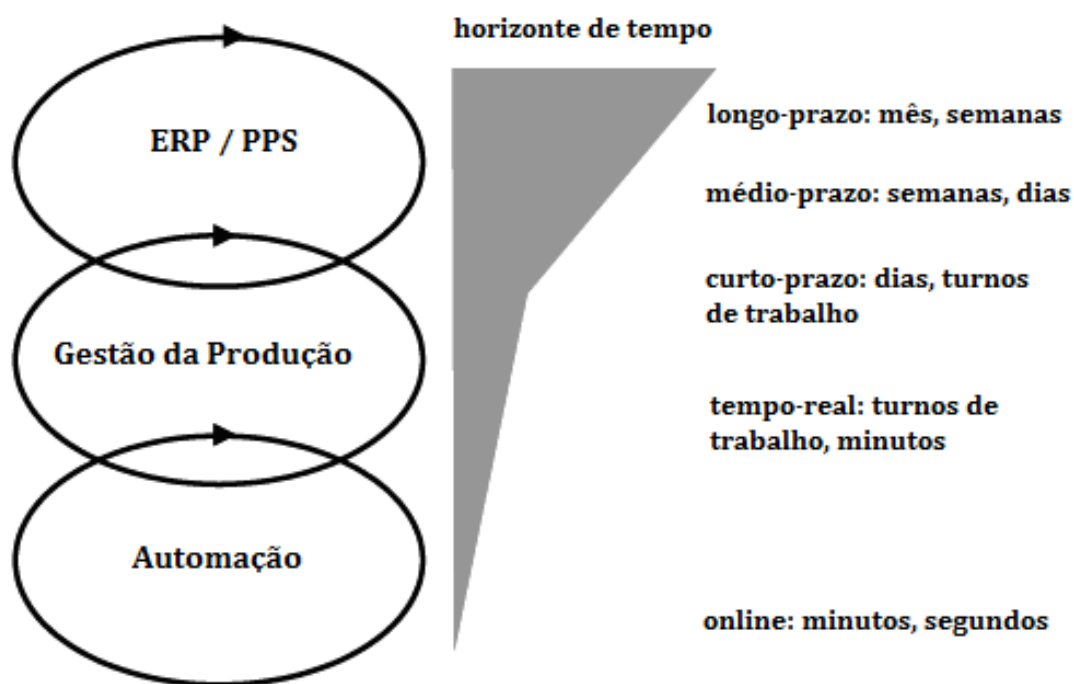 horizonte de tempo
ERP / PPS
longo-prazo: mês, semanas
médio-prazo: semanas, dias
curto-prazo: dias, turnos
de trabalho
Gestão da Produção
tempo-real: turnos de
trabalho, minutos
Automação
online: minutos, segundos